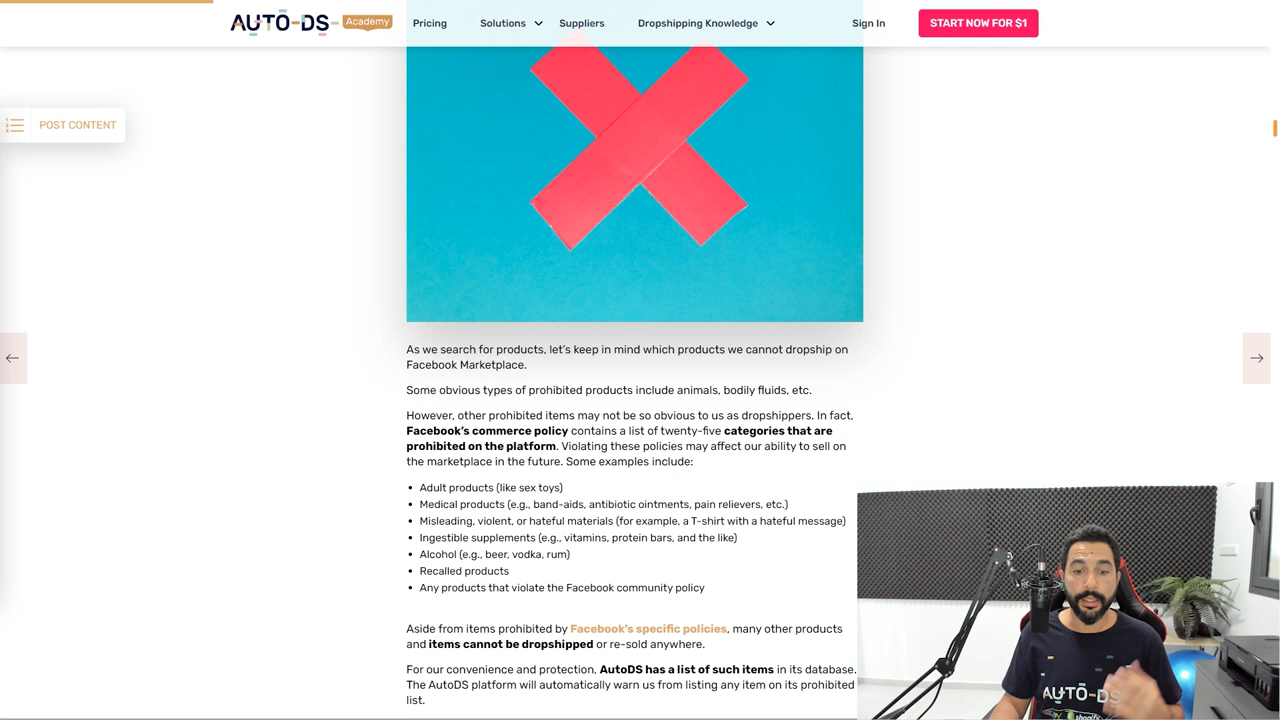 AUTO-DS- Academy Pricing Solutions Suppliers Dropshipping Knowledge Sign In START NOW FOR $1
POST CONTENT
As we search for products, let's keep in mind which products we cannot dropship on
Facebook Marketplace.
Some obvious types of prohibited products include animals, bodily fluids, etc.
However, other prohibited items may not be so obvious to us as dropshippers. In fact,
Facebook's commerce policy contains a list of twenty-five categories that are
prohibited on the platform. Violating these policies may affect our ability to sell on
the marketplace in the future. Some examples include:
• Adult products (like sex toys)
• Medical products (e.g., band-aids, antibiotic ointments, pain relievers, etc.)
• Misleading, violent, or hateful materials (for example, a T-shirt with a hateful message)
• Ingestible supplements (e.g., vitamins, protein bars, and the like)
• Alcohol (e.g., beer, vodka, rum)
• Recalled products
• Any products that violate the Facebook community policy
Aside from items prohibited by Facebook's specific policies, many other products
and items cannot be dropshipped or re-sold anywhere.
For our convenience and protection, AutoDS has a list of such items in its database.
The AutoDS platform will automatically warn us from listing any item on its prohibited
list.
AUTO-DS
shopify